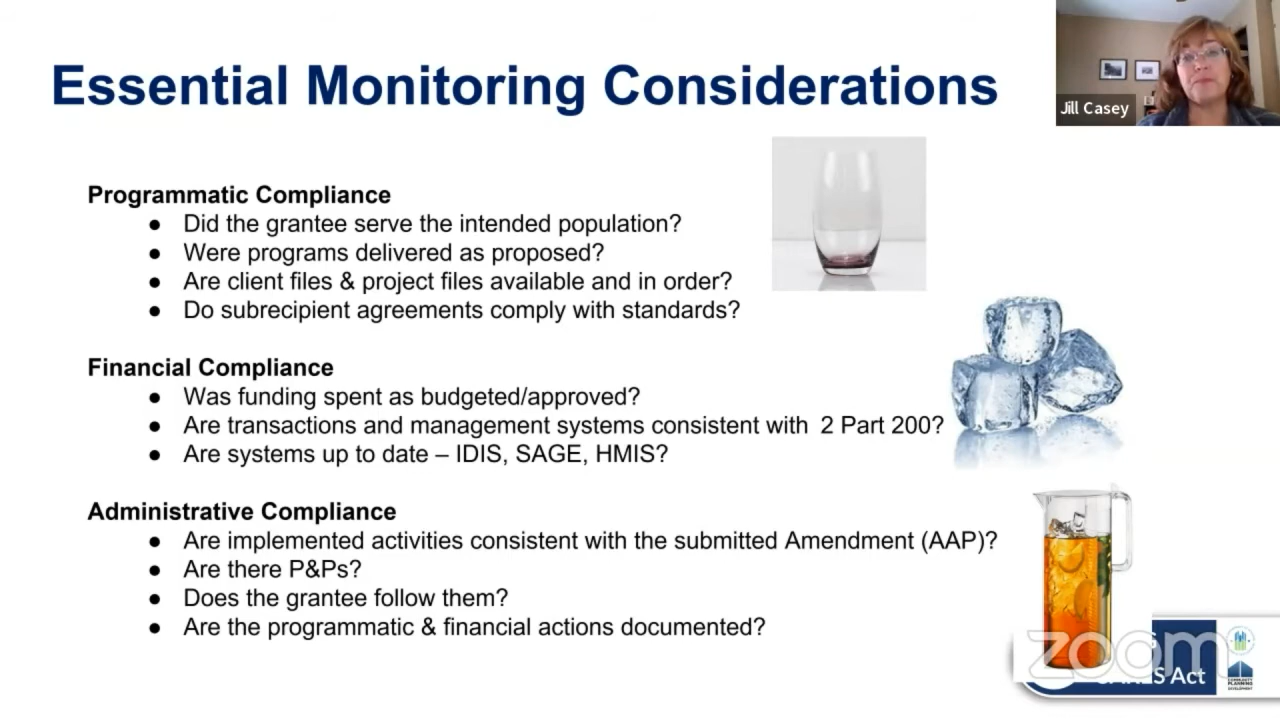 Essential Monitoring Considerations
Jill Casey
Programmatic Compliance
● Did the grantee serve the intended population?
● Were programs delivered as proposed?
● Are client files & project files available and in order?
● Do subrecipient agreements comply with standards?
Financial Compliance
● Was funding spent as budgeted/approved?
● Are transactions and management systems consistent with 2 Part 200?
● Are systems up to date – IDIS, SAGE, HMIS?
Administrative Compliance
● Are implemented activities consistent with the submitted Amendment (AAP)?
● Are there P&Ps?
● Does the grantee follow them?
● Are the programmatic & financial actions documented?
zoom
Act
COMMUNITY
PLANNING
DEVELOPMENT